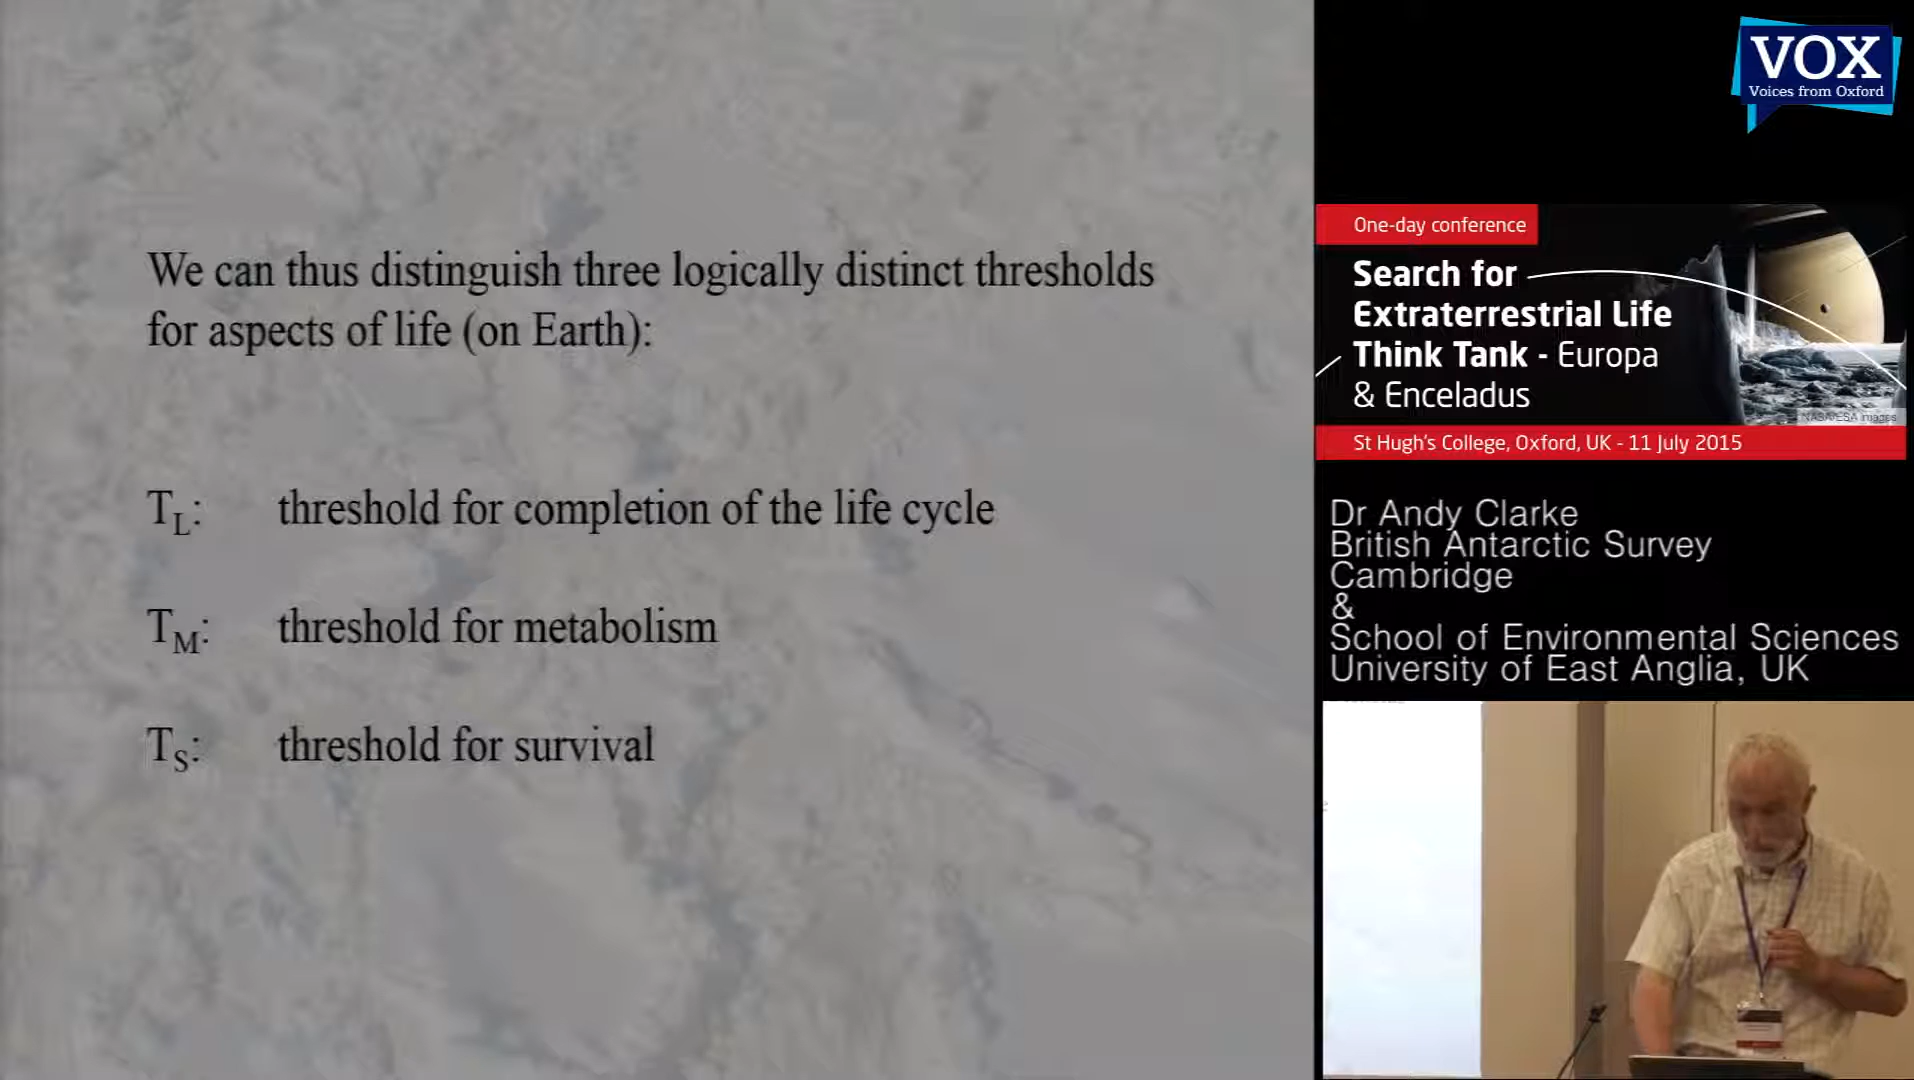 We can thus distinguish three logically distinct thresholds
for aspects of life (on Earth):
TL: threshold for completion of the life cycle
TM: threshold for metabolism
TS: threshold for survival
VOX
Voices from Oxford
One-day conference
Search for
Extraterrestrial Life
Think Tank - Europa
& Enceladus
NASA/ESA images
St Hugh's College, Oxford, UK - 11 July 2015
Dr Andy Clarke
British Antarctic Survey
Cambridge
&
School of Environmental Sciences
University of East Anglia, UK